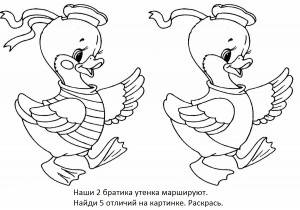 Наши 2 братика утенка маршируют.
Найди 5 отличий на картинке. Раскрась.